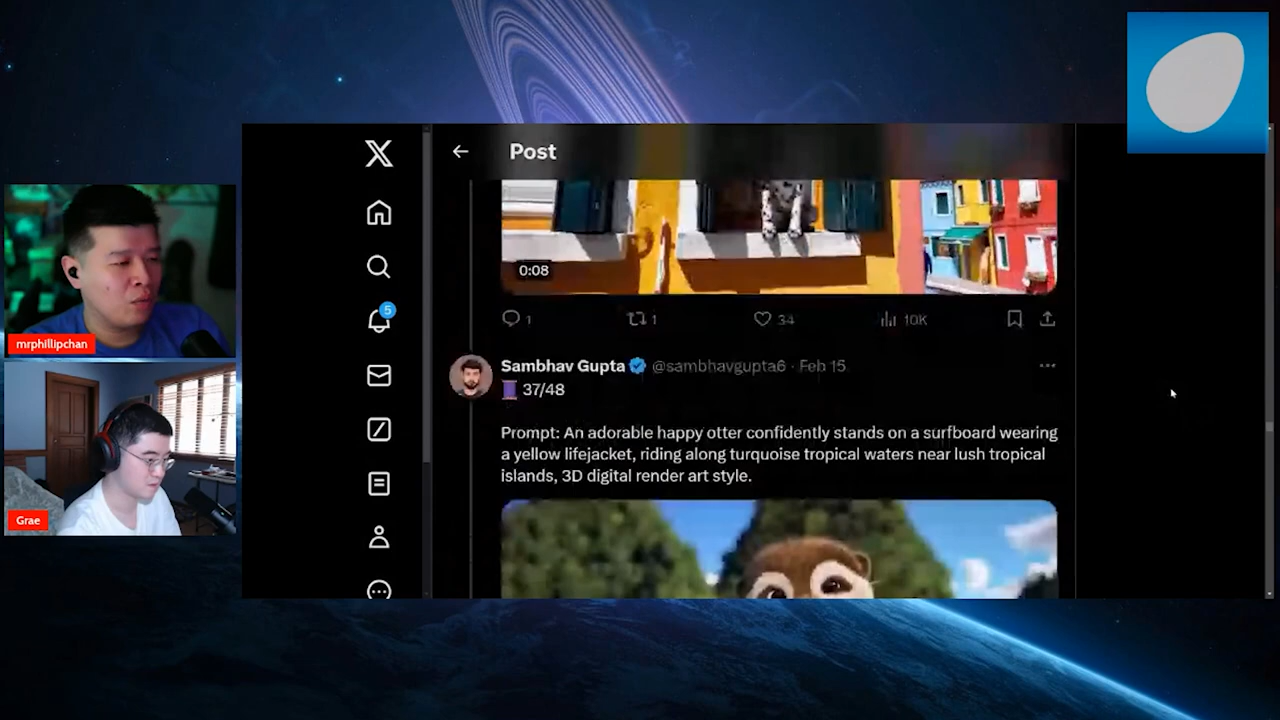 Post
0:08
1
1
34
10K
5
Sambhav Gupta @sambhavgupta6 · Feb 15
37/48
Prompt: An adorable happy otter confidently stands on a surfboard wearing
a yellow lifejacket, riding along turquoise tropical waters near lush tropical
islands, 3D digital render art style.
mrphillipchan
Grae